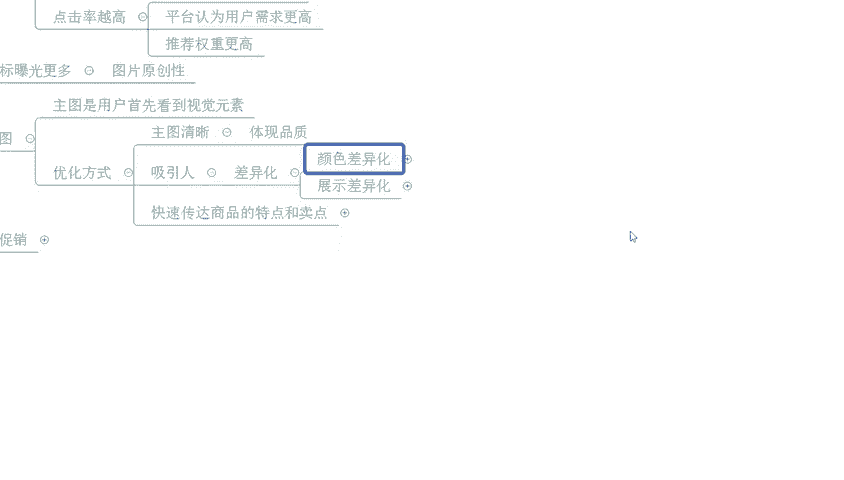 点击率越高
平台认为用户需求更高
推荐权重更高
标曝光更多
图片原创性
主图是用户首先看到视觉元素
图
优化方式
主图清晰
体现品质
吸引人
差异化
颜色差异化
展示差异化
快速传达商品的特点和卖点
促销